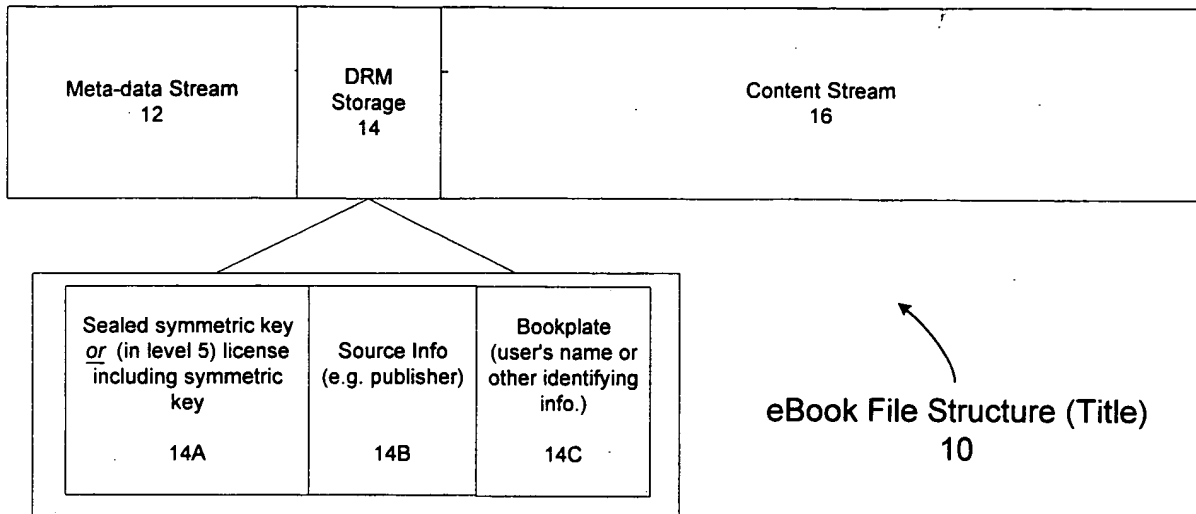 Meta-data Stream
12
DRM
Storage
14
Content Stream
16
Sealed symmetric key
or (in level 5) license
including symmetric
key
14A
Source Info
(e.g. publisher)
14B
Bookplate
(user's name or
other identifying
info.)
14C
eBook File Structure (Title)
10